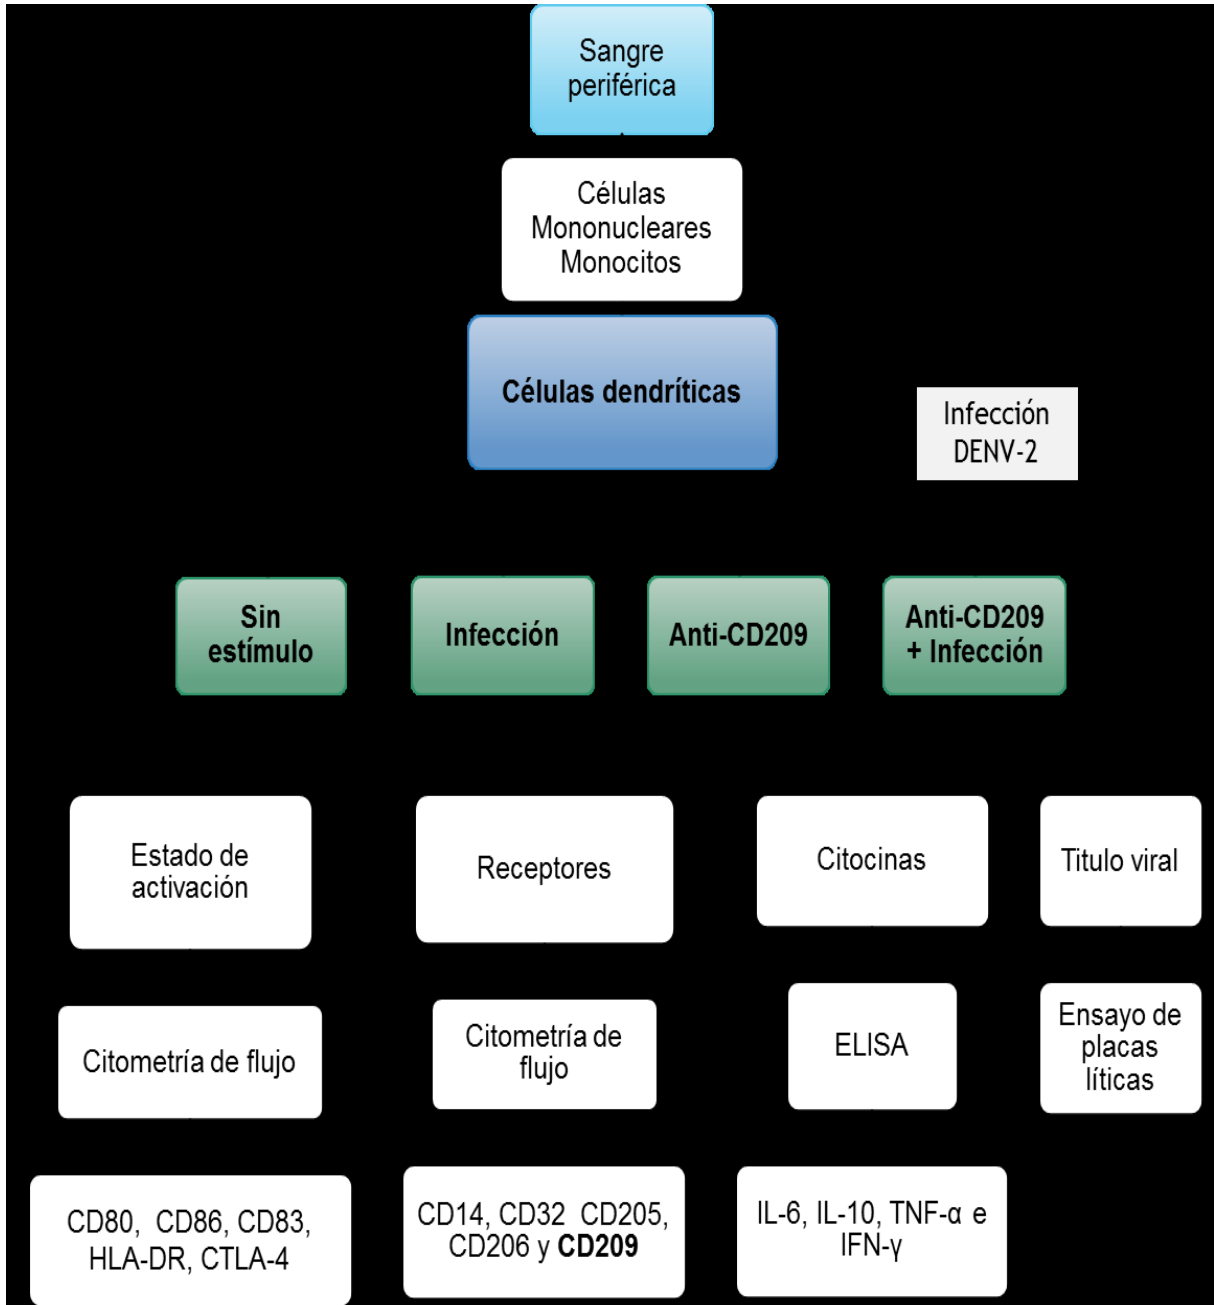 Sangre
periférica
Células
Mononucleares
Monocitos
Células dendríticas
Infección
DENV-2
Sin
estímulo
Infección
Anti-CD209
Anti-CD209
+ Infección
Estado de
activación
Receptores
Citocinas
Titulo viral
Citometría de flujo
Citometría de
flujo
ELISA
Ensayo de
placas
líticas
CD80, CD86, CD83,
HLA-DR, CTLA-4
CD14, CD32 CD205,
CD206 y CD209
IL-6, IL-10, TNF-α e
IFN-γ